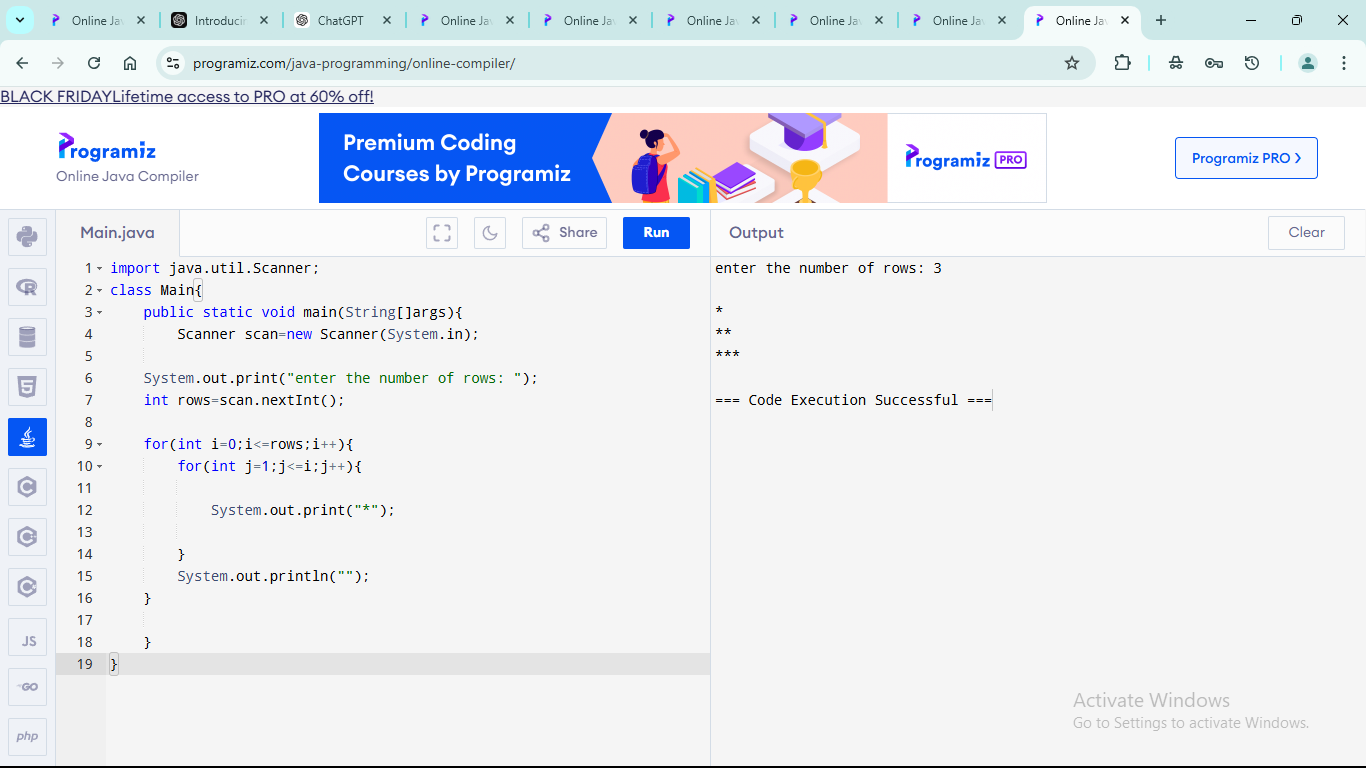 Online Ja
Introducin
ChatGPT
Online Ja
Online Ja
Online Ja
Online Ja
Online Ja
Online Ja
programiz.com/java-programming/online-compiler/
BLACK FRIDAYLifetime access to PRO at 60% off!
Programiz
Online Java Compiler
Premium Coding
Courses by Programiz
Programiz PRO
Programiz PRO >
Main.java
Share
Run
Output
Clear
1 import java.util.Scanner;
2 class Main{
3 public static void main(String[]args){
4 Scanner scan=new Scanner(System.in);
5
6 System.out.print("enter the number of rows: ");
7 int rows=scan.nextInt();
8
9 for(int i=0;i<=rows;i++){
10 for(int j=1;j<=i;j++){
11
12 System.out.print("*");
13
14 }
15 System.out.println("");
16 }
17
18 }
19 }
enter the number of rows: 3
*
**
***
=== Code Execution Successful ===
JS
GO
php
Activate Windows
Go to Settings to activate Windows.